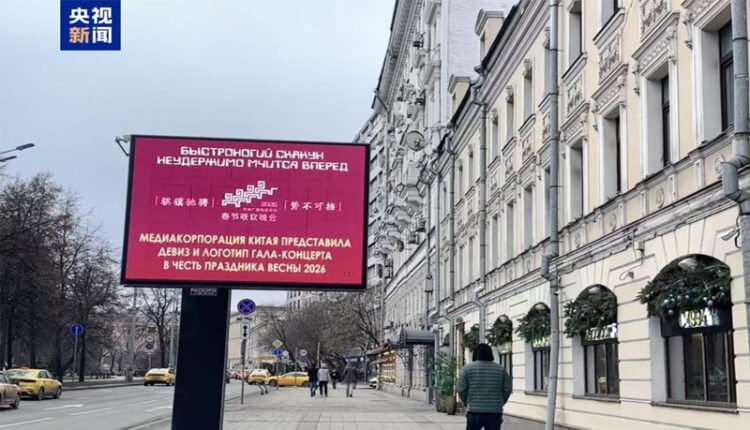 央视
新闻
БЫСТРОНОГИЙ СКАКУН
НЕУДЕРЖИМО МЧИТСЯ ВПЕРЕД
「骐骥驰骋」
2026
春节联欢晚会
「势不可挡」
МЕДИАКОРПОРАЦИЯ КИТАЯ ПРЕДСТАВИЛА
ДЕВИЗ И ЛОГОТИП ГАЛА-КОНЦЕРТА
В ЧЕСТЬ ПРАЗДНИКА ВЕСНЫ 2026